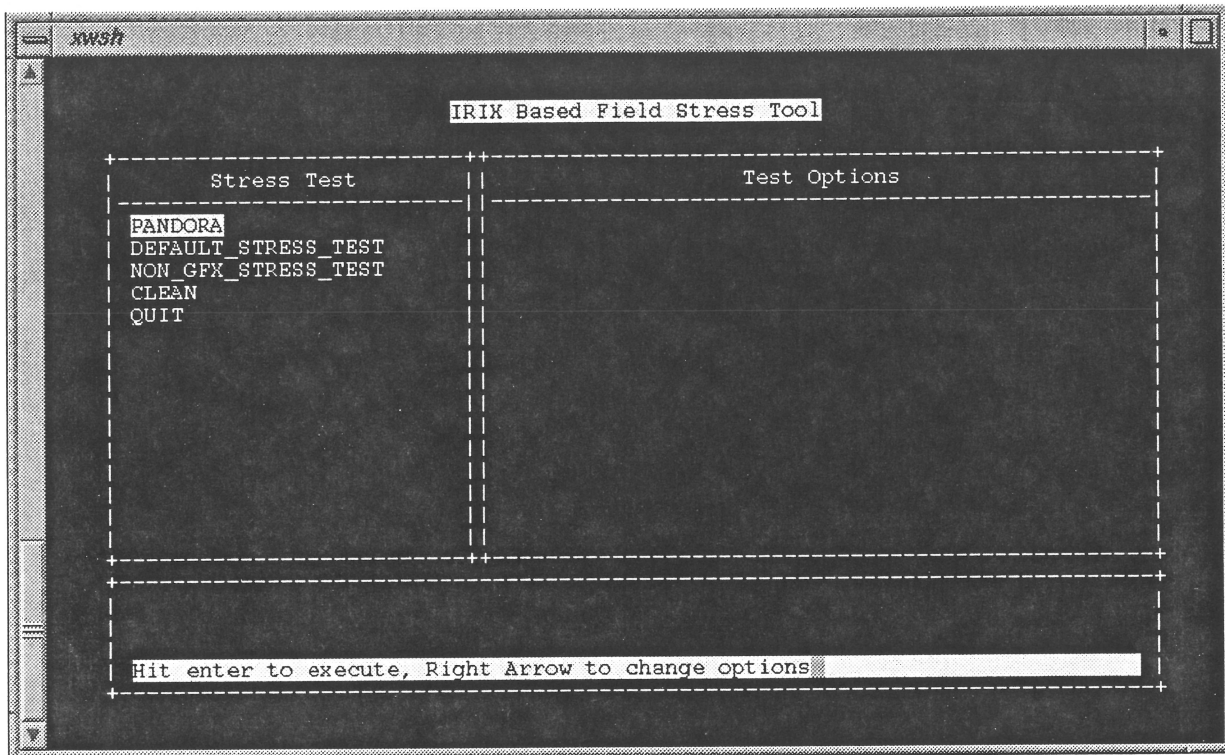 xwsh
IRIX Based Field Stress Tool
Stress Test
Test Options
PANDORA
DEFAULT_STRESS_TEST
NON_GFX_STRESS_TEST
CLEAN
QUIT
Hit enter to execute, Right Arrow to change options